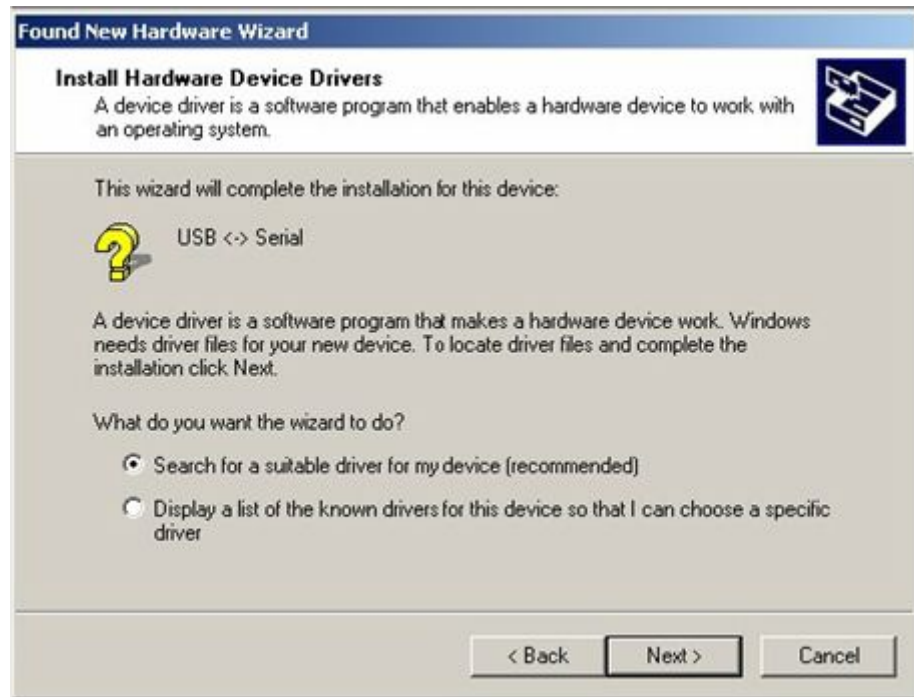 Found New Hardware Wizard
Install Hardware Device Drivers
A device driver is a software program that enables a hardware device to work with
an operating system.
This wizard will complete the installation for this device:
USB <-> Serial
A device driver is a software program that makes a hardware device work. Windows
needs driver files for your new device. To locate driver files and complete the
installation click Next.
What do you want the wizard to do?
Search for a suitable driver for my device (recommended)
Display a list of the known drivers for this device so that I can choose a specific
driver
< Back Next > Cancel